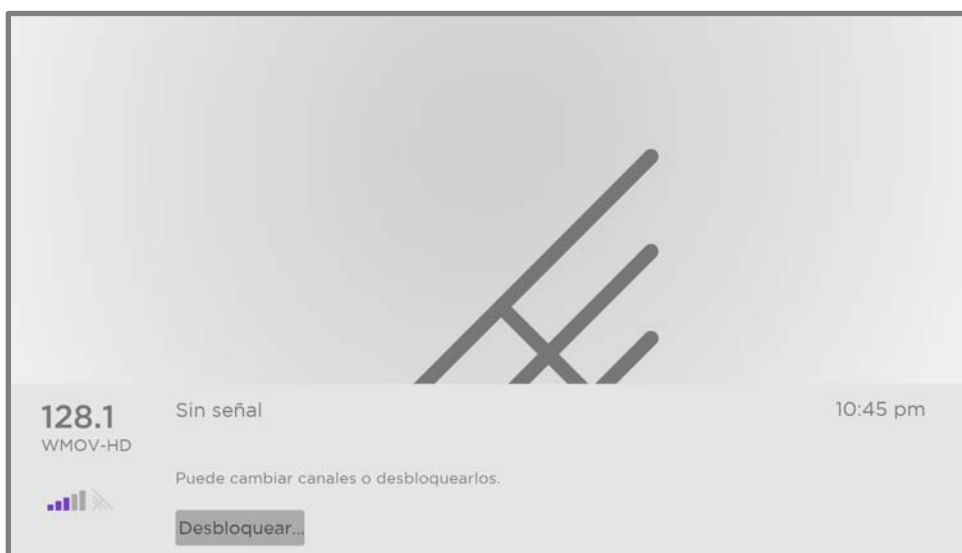 128.1
WMOV-HD
Sin señal
10:45 pm
Puede cambiar canales o desbloquearlos.
Desbloquear...